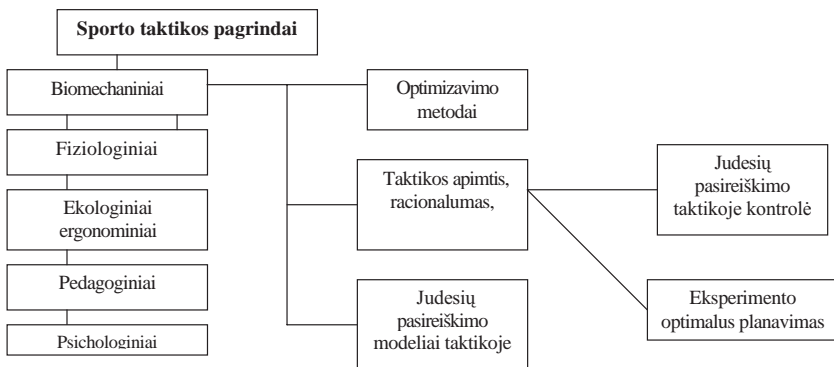 Sporto taktikos pagrindai
Biomechaniniai
Fiziologiniai
Ekologiniai
ergonominiai
Pedagoginiai
Psichologiniai
Optimizavimo
metodai
Taktikos apimtis,
racionalumas,
Judesių
pasireiškimo
modeliai taktikoje
Judesių
pasireiškimo
taktikoje kontrolė
Eksperimento
optimalus planavimas